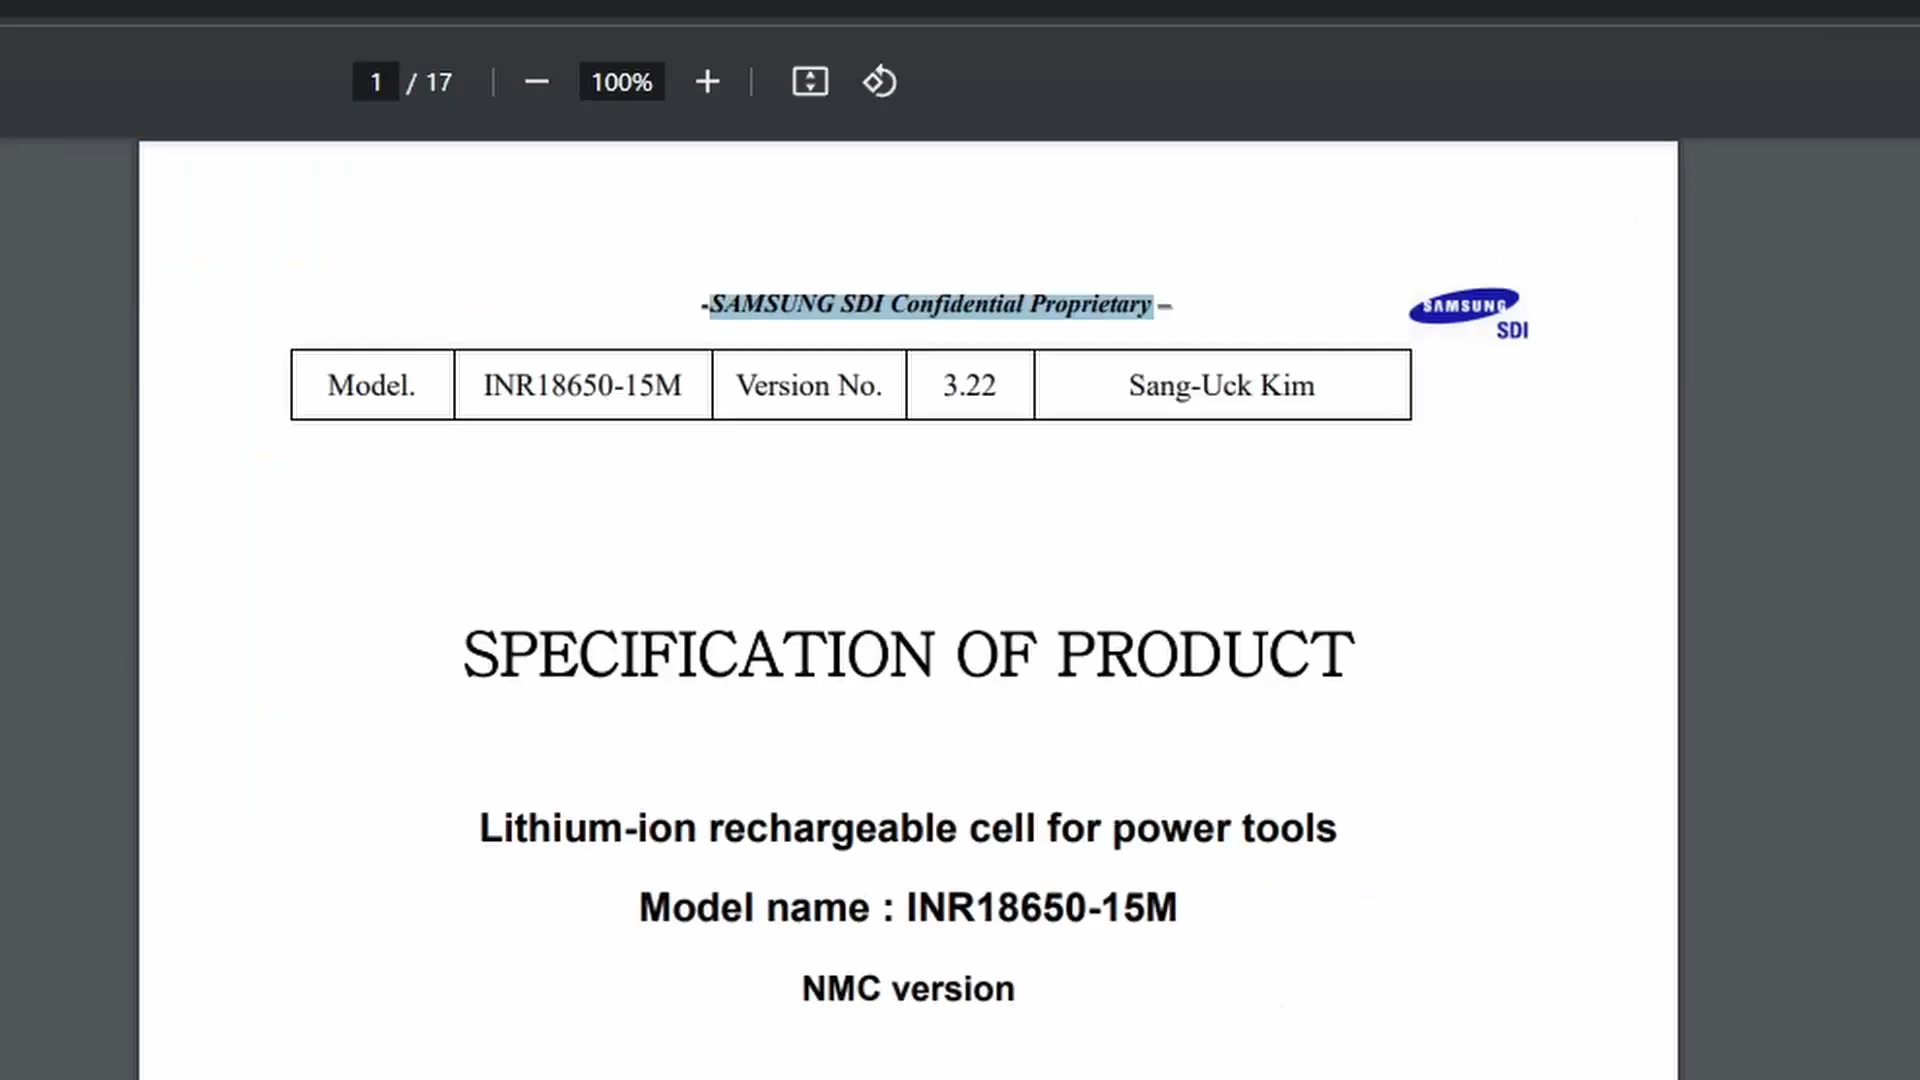 1 / 17 100%
-SAMSUNG SDI Confidential Proprietary –
SAMSUNG
SDI
Model. INR18650-15M Version No. 3.22 Sang-Uck Kim
SPECIFICATION OF PRODUCT
Lithium-ion rechargeable cell for power tools
Model name : INR18650-15M
NMC version